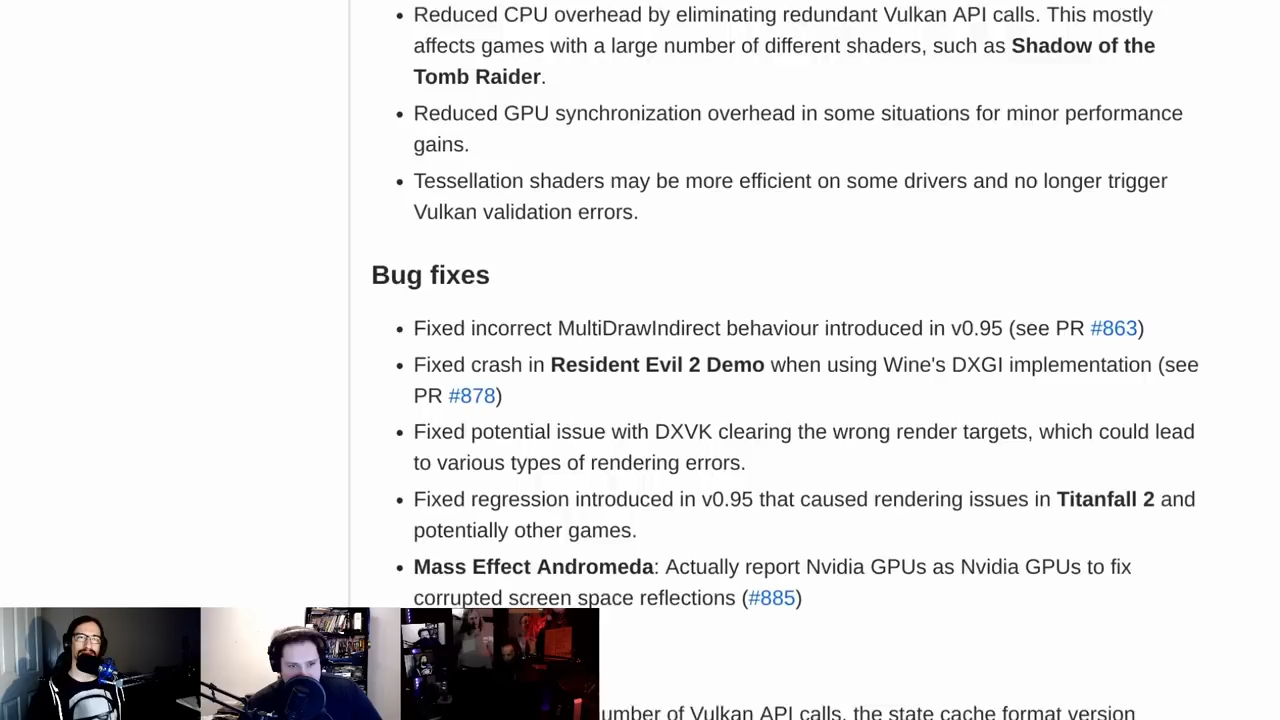 Reduced CPU overhead by eliminating redundant Vulkan API calls. This mostly
affects games with a large number of different shaders, such as Shadow of the
Tomb Raider.
Reduced GPU synchronization overhead in some situations for minor performance
gains.
Tessellation shaders may be more efficient on some drivers and no longer trigger
Vulkan validation errors.
Bug fixes
Fixed incorrect MultiDrawIndirect behaviour introduced in v0.95 (see PR #863)
Fixed crash in Resident Evil 2 Demo when using Wine's DXGI implementation (see
PR #878)
Fixed potential issue with DXVK clearing the wrong render targets, which could lead
to various types of rendering errors.
Fixed regression introduced in v0.95 that caused rendering issues in Titanfall 2 and
potentially other games.
Mass Effect Andromeda: Actually report Nvidia GPUs as Nvidia GPUs to fix
corrupted screen space reflections (#885)
umber of Vulkan API calls, the state cache format version